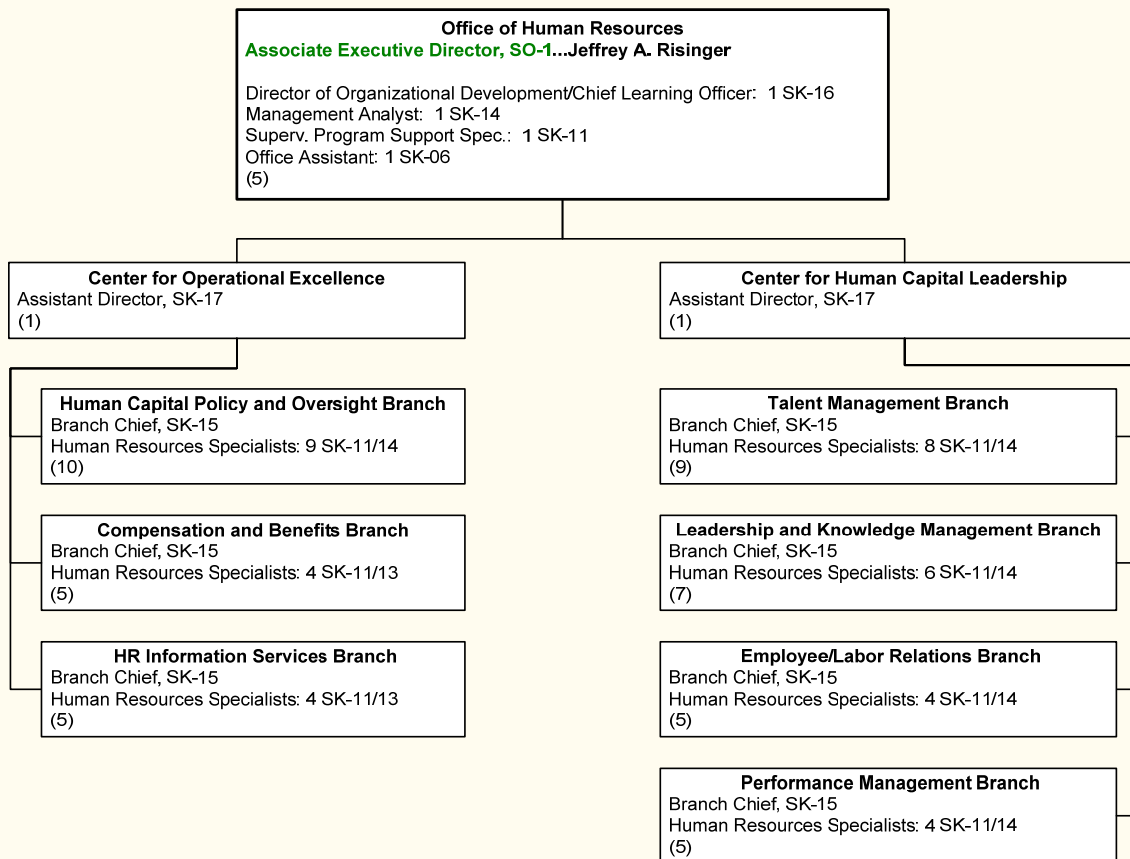 Office of Human Resources
Associate Executive Director, SO-1...Jeffrey A. Risinger
Director of Organizational Development/Chief Learning Officer: 1 SK-16
Management Analyst: 1 SK-14
Superv. Program Support Spec.: 1 SK-11
Office Assistant: 1 SK-06
(5)
Center for Operational Excellence
Assistant Director, SK-17
(1)
Human Capital Policy and Oversight Branch
Branch Chief, SK-15
Human Resources Specialists: 9 SK-11/14
(10)
Compensation and Benefits Branch
Branch Chief, SK-15
Human Resources Specialists: 4 SK-11/13
(5)
HR Information Services Branch
Branch Chief, SK-15
Human Resources Specialists: 4 SK-11/13
(5)
Center for Human Capital Leadership
Assistant Director, SK-17
(1)
Talent Management Branch
Branch Chief, SK-15
Human Resources Specialists: 8 SK-11/14
(9)
Leadership and Knowledge Management Branch
Branch Chief, SK-15
Human Resources Specialists: 6 SK-11/14
(7)
Employee/Labor Relations Branch
Branch Chief, SK-15
Human Resources Specialists: 4 SK-11/14
(5)
Performance Management Branch
Branch Chief, SK-15
Human Resources Specialists: 4 SK-11/14
(5)